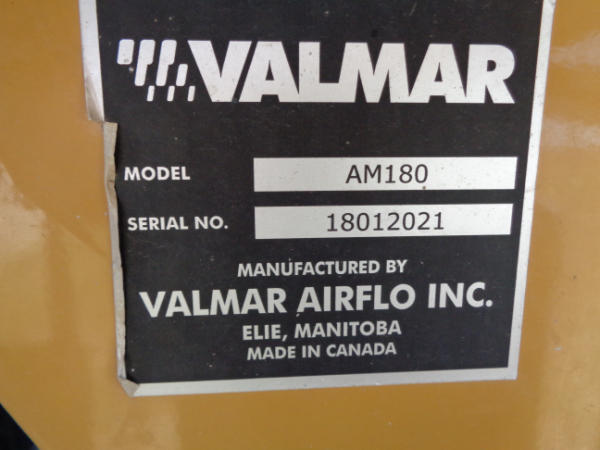 VALMAR
MODEL AM180
SERIAL NO. 18012021
MANUFACTURED BY
VALMAR AIRFLO INC.
ELIE, MANITOBA
MADE IN CANADA